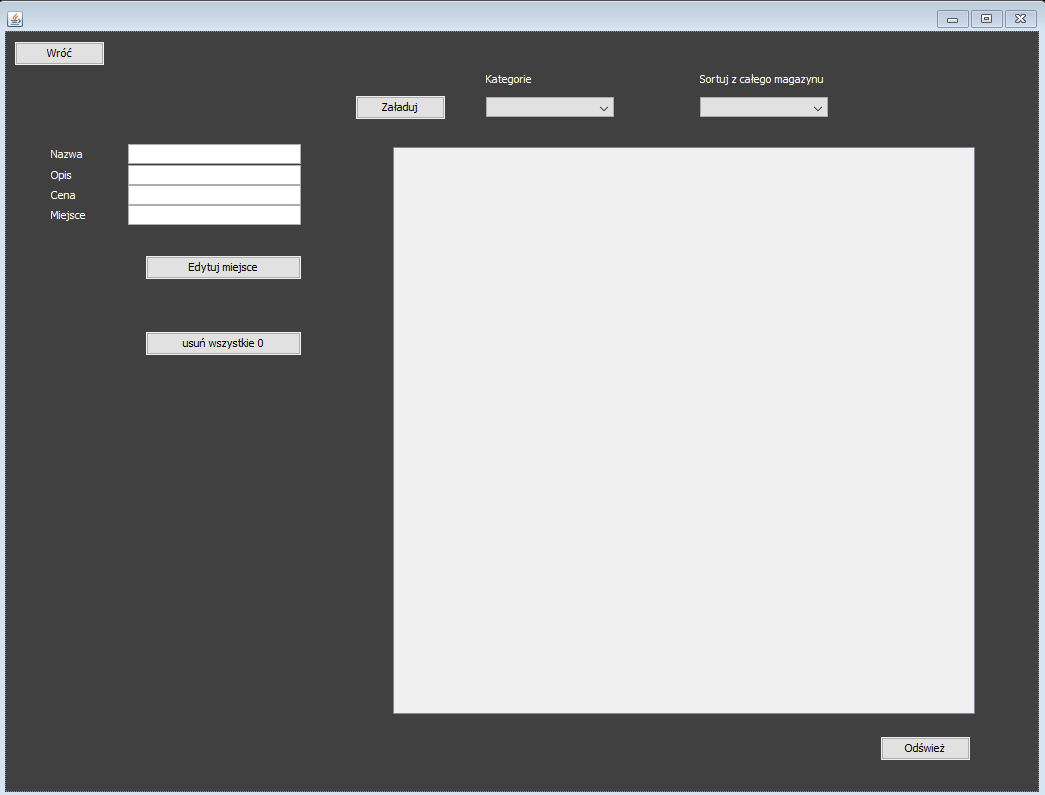 Wróć
Kategorie
Sortuj z całego magazynu
Załaduj
Nazwa
Opis
Cena
Miejsce
Edytuj miejsce
usuń wszystkie 0
Odśwież